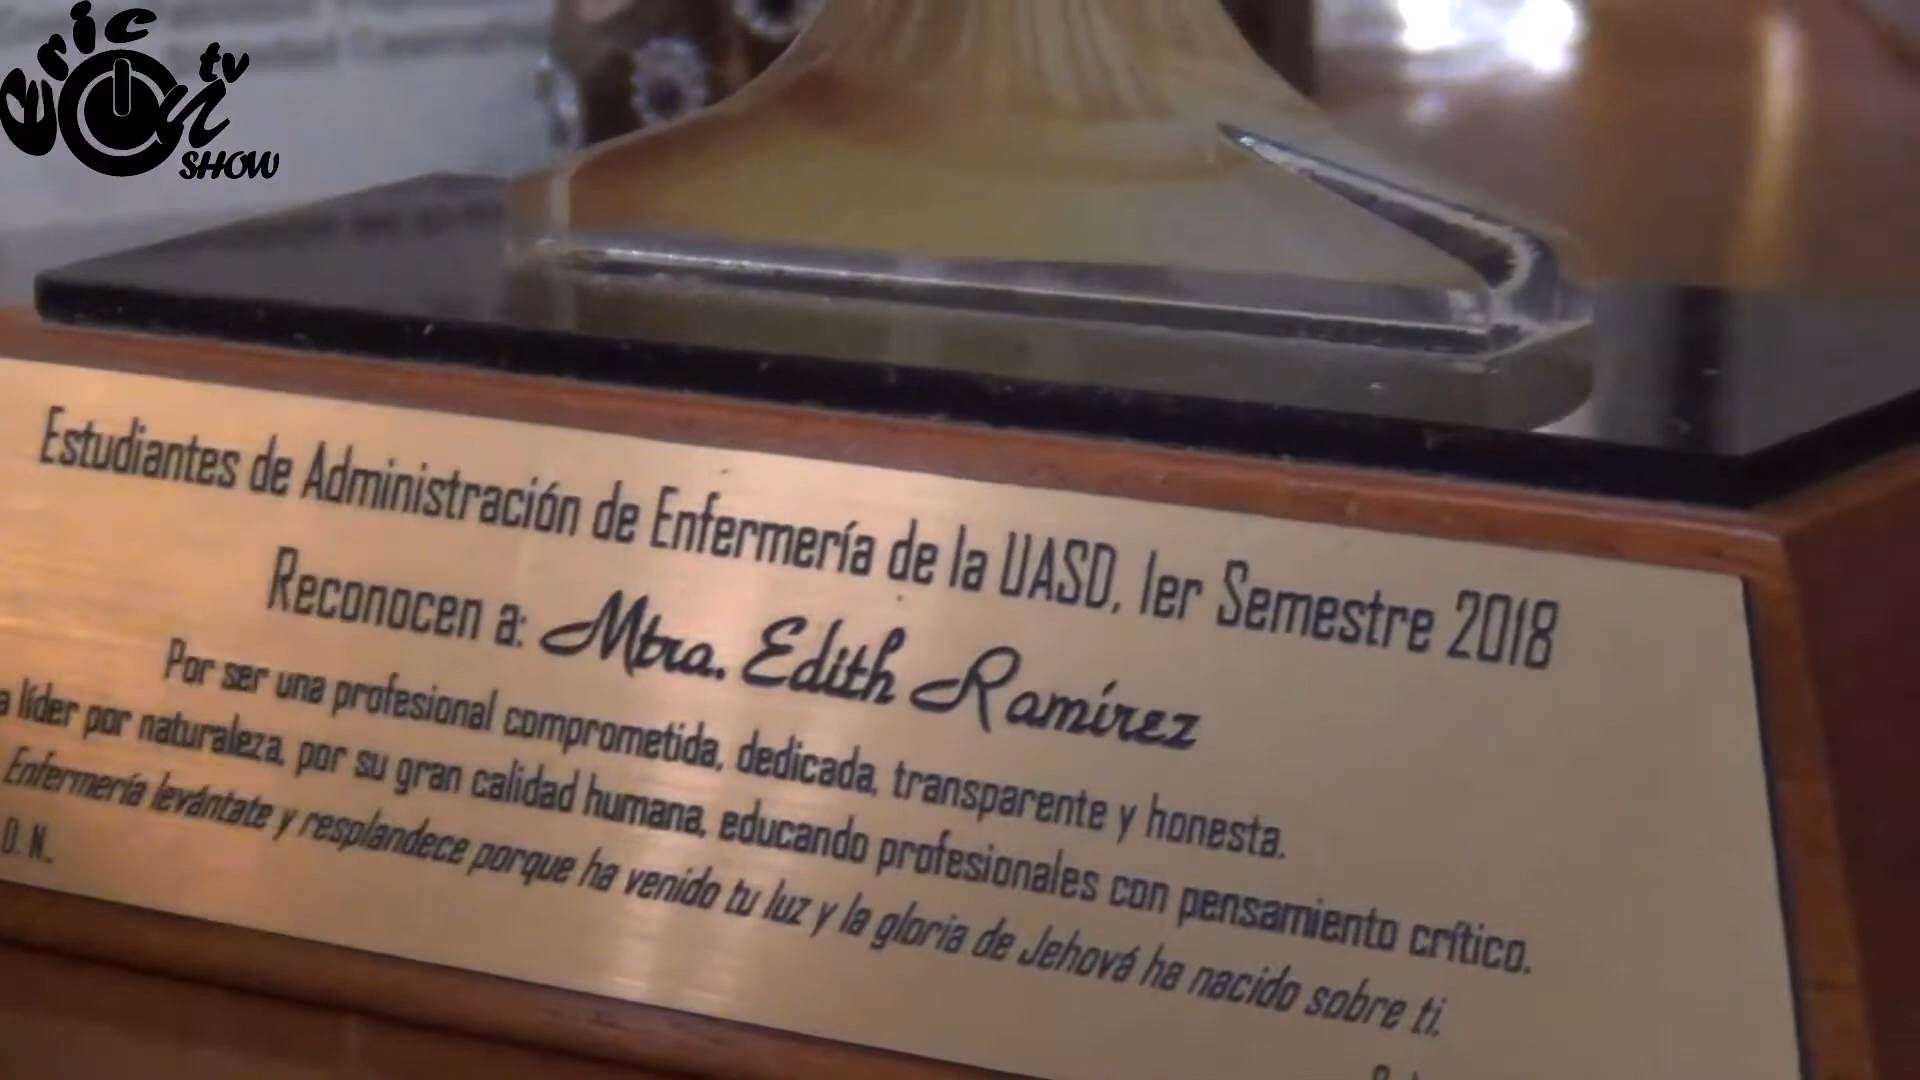 eric On tv
SHOW
Estudiantes de Administración de Enfermería de la UASD, 1er Semestre 2018
Reconocen a: Mtra. Edith Ramírez
Por ser una profesional comprometida, dedicada, transparente y honesta.
líder por naturaleza, por su gran calidad humana, educando profesionales con pensamiento crítico.
Enfermería levántate y resplandece porque ha venido tu luz y la gloria de Jehová ha nacido sobre ti.
D. N.